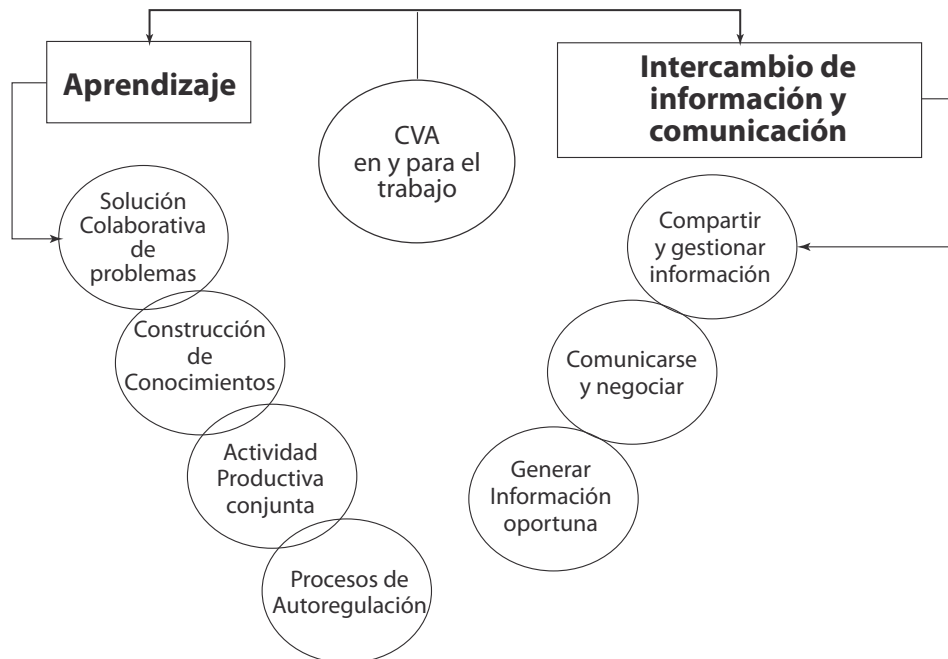 Aprendizaje
CVA
en y para el
trabajo
Intercambio de
información y
comunicación
Solución
Colaborativa
de
problemas
Construcción
de
Conocimientos
Actividad
Productiva
conjunta
Procesos de
Autoregulación
Compartir
y gestionar
información
Comunicarse
y negociar
Generar
Información
oportuna